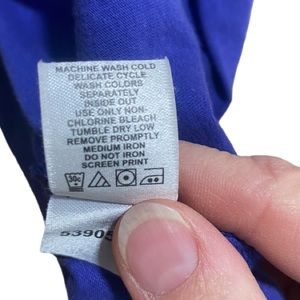 MACHINE WASH COLD
DELICATE CYCLE
WASH COLORS
SEPARATELY
INSIDE OUT
USE ONLY NON-
CHLORINE BLEACH
TUMBLE DRY LOW
REMOVE PROMPTLY
MEDIUM IRON
DO NOT IRON
SCREEN PRINT
30c